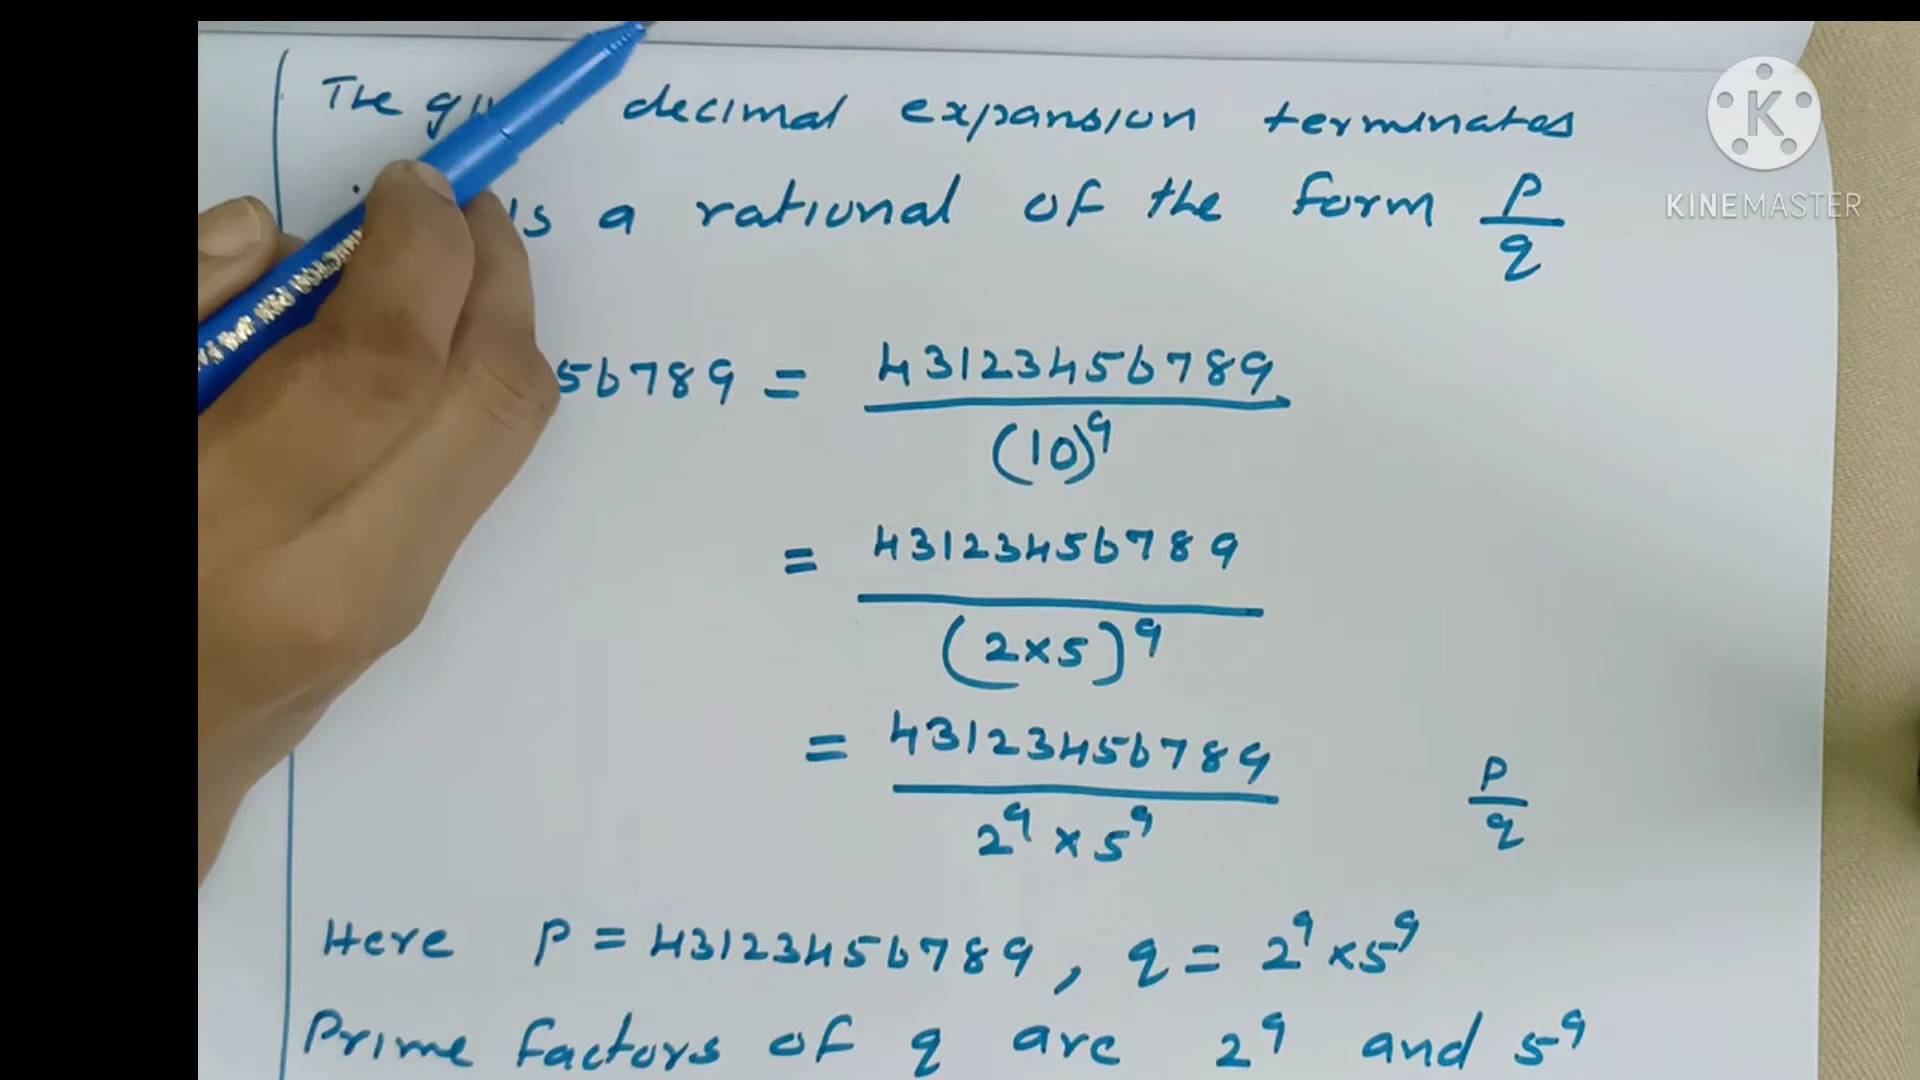 The decimal expansion terminates
is a rational of the form p/q
KINEMASTER
56789 = 43123456789/(10)^9
= 43123456789/(2×5)^9
= 43123456789/2^9 × 5^9
p/q
Here p = 43123456789, q = 2^9 × 5^9
Prime factors of q are 2^9 and 5^9